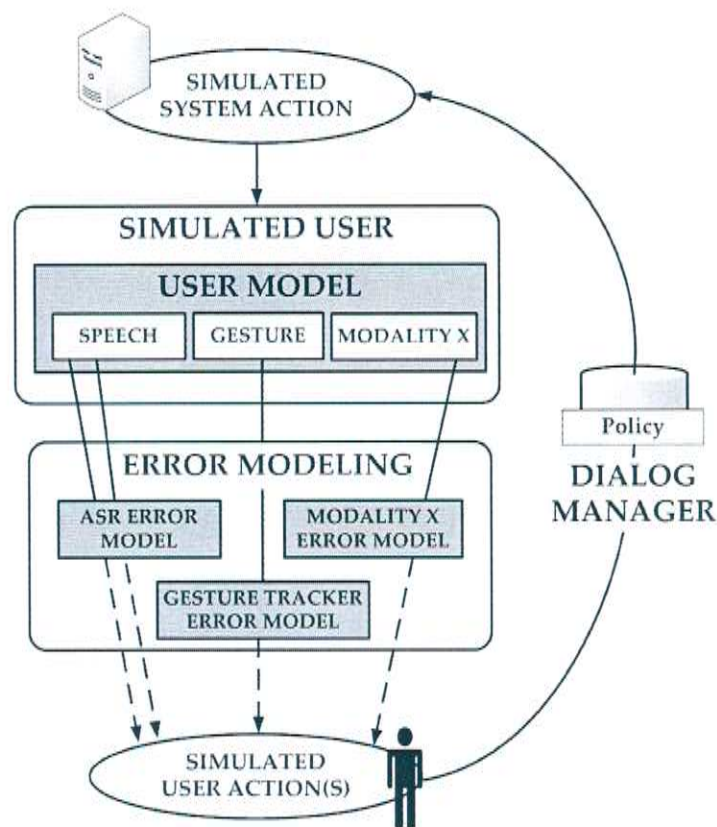 SIMULATED
SYSTEM ACTION
SIMULATED USER
USER MODEL
SPEECH
GESTURE
MODALITY X
ERROR MODELING
ASR ERROR
MODEL
MODALITY X
ERROR MODEL
GESTURE TRACKER
ERROR MODEL
SIMULATED
USER ACTION(S)
Policy
DIALOG
MANAGER